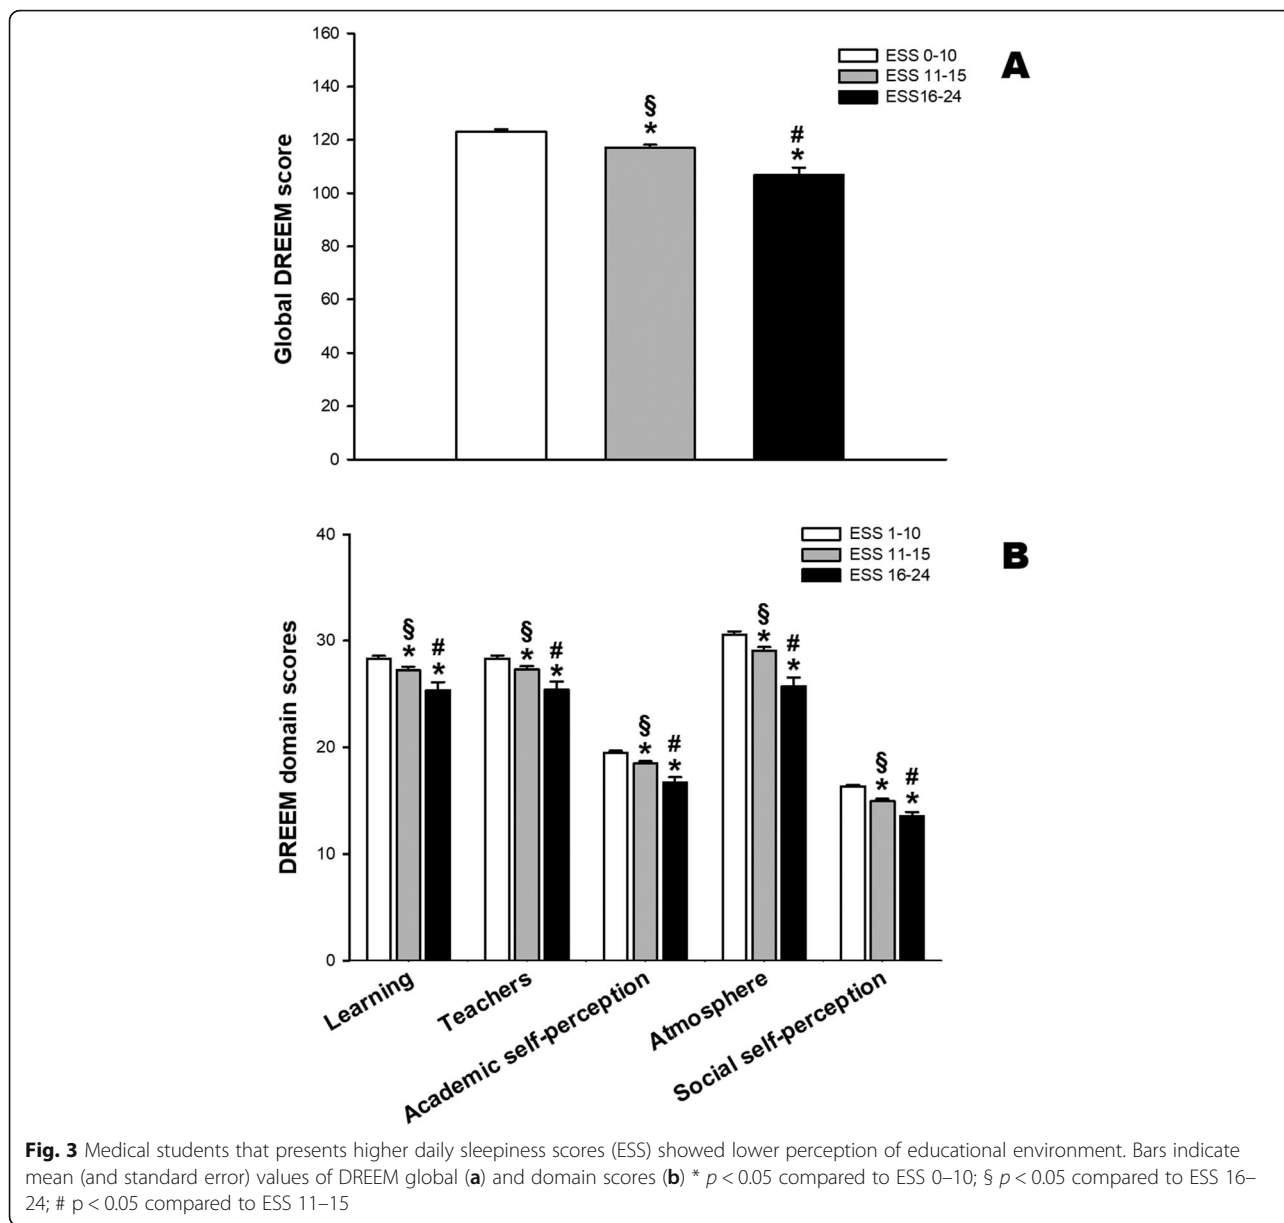 160
140
120
100
80
60
40
20
0
Global DREEM score
ESS 0-10
ESS 11-15
ESS16-24
A
§
*
#
*
40
30
20
10
0
DREEM domain scores
ESS 1-10
ESS 11-15
ESS 16-24
B
§ # § # § # § # § #
* * * * * * * * * *
Learning
Teachers
Academic self-perception
Atmosphere
Social self-perception
Fig. 3 Medical students that presents higher daily sleepiness scores (ESS) showed lower perception of educational environment. Bars indicate
mean (and standard error) values of DREEM global (a) and domain scores (b) * p < 0.05 compared to ESS 0–10; § p < 0.05 compared to ESS 16–
24; # p < 0.05 compared to ESS 11–15